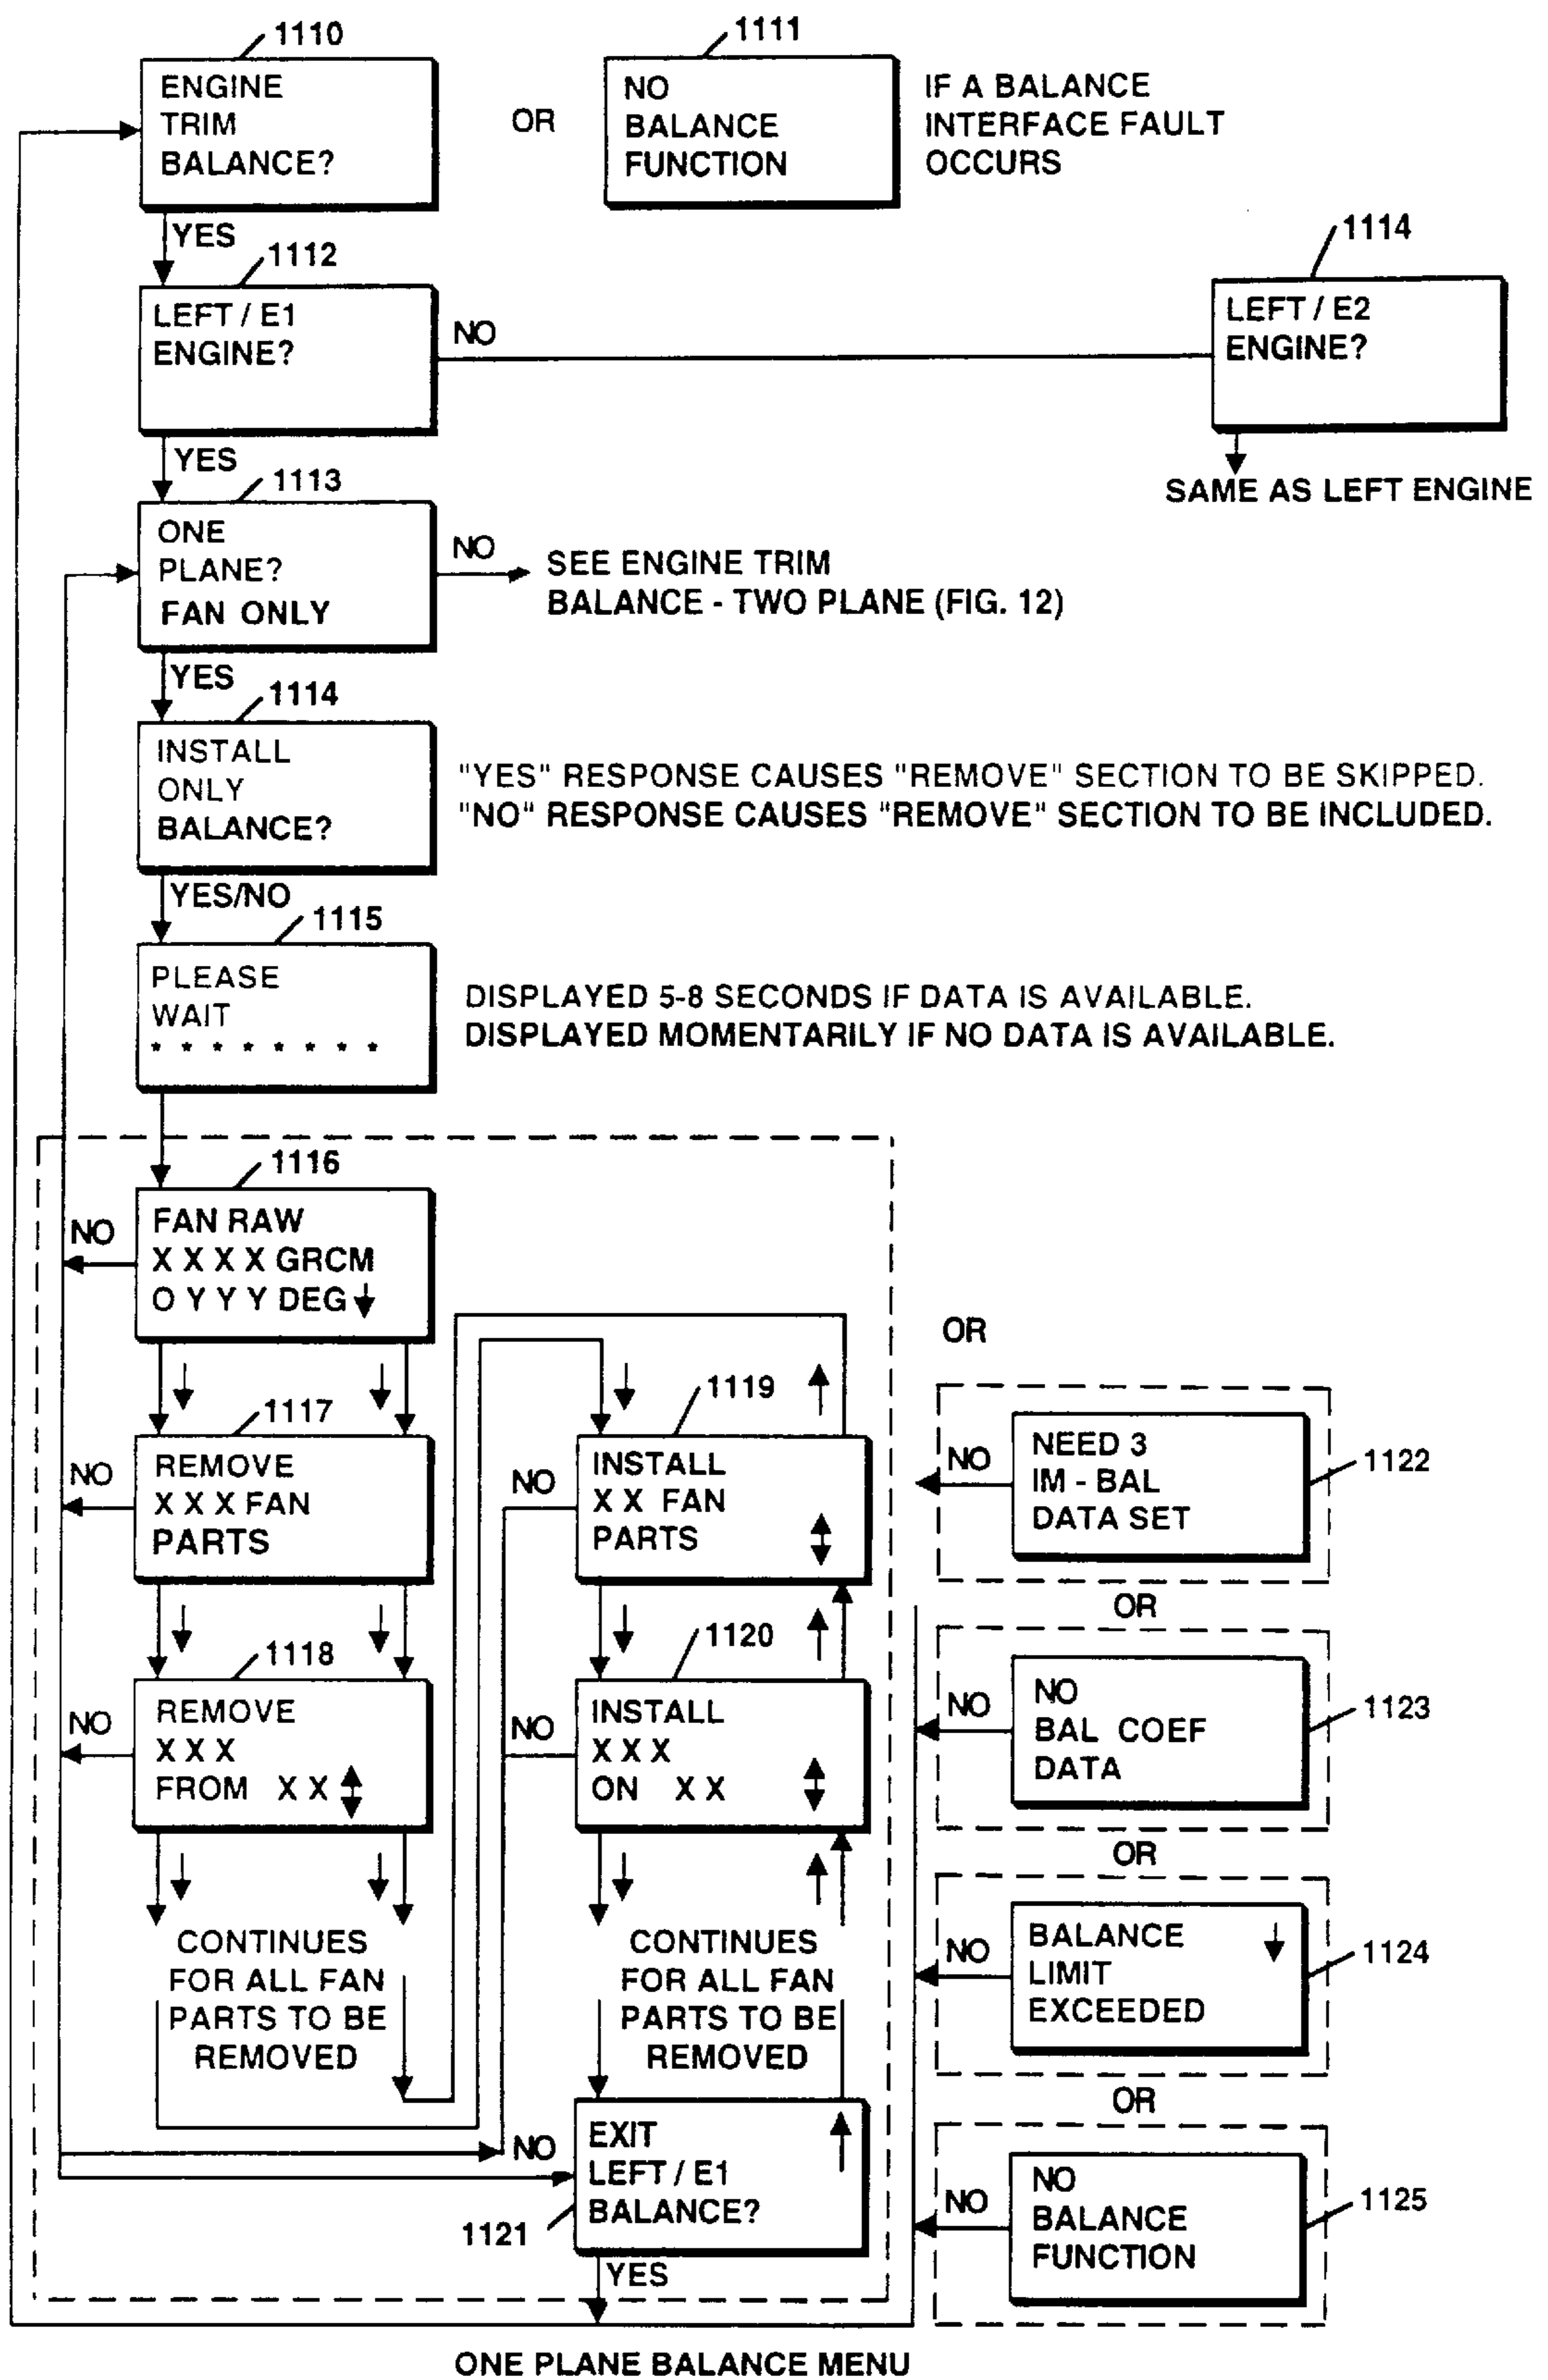 1110
ENGINE
TRIM
BALANCE?
OR
1111
NO
BALANCE
FUNCTION
IF A BALANCE
INTERFACE FAULT
OCCURS
YES
1112
LEFT / E1
ENGINE?
NO
1114
LEFT / E2
ENGINE?
SAME AS LEFT ENGINE
YES
1113
ONE
PLANE?
FAN ONLY
NO
SEE ENGINE TRIM
BALANCE - TWO PLANE (FIG. 12)
YES
1114
INSTALL
ONLY
BALANCE?
"YES" RESPONSE CAUSES "REMOVE" SECTION TO BE SKIPPED.
"NO" RESPONSE CAUSES "REMOVE" SECTION TO BE INCLUDED.
YES/NO
1115
PLEASE
WAIT
* * * * * * * *
DISPLAYED 5-8 SECONDS IF DATA IS AVAILABLE.
DISPLAYED MOMENTARILY IF NO DATA IS AVAILABLE.
1116
NO
FAN RAW
X X X X GRCM
O Y Y Y DEG ↓
1117
NO
REMOVE
X X X FAN
PARTS
1118
NO
REMOVE
X X X
FROM X X
CONTINUES
FOR ALL FAN
PARTS TO BE
REMOVED
1119
NO
INSTALL
X X FAN
PARTS
1120
NO
INSTALL
X X X
ON X X
CONTINUES
FOR ALL FAN
PARTS TO BE
REMOVED
NO
EXIT
LEFT / E1
BALANCE?
1121
YES
OR
NO
NEED 3
IM - BAL
DATA SET
1122
OR
NO
NO
BAL COEF
DATA
1123
OR
NO
BALANCE
LIMIT
EXCEEDED
1124
OR
NO
NO
BALANCE
FUNCTION
1125
ONE PLANE BALANCE MENU